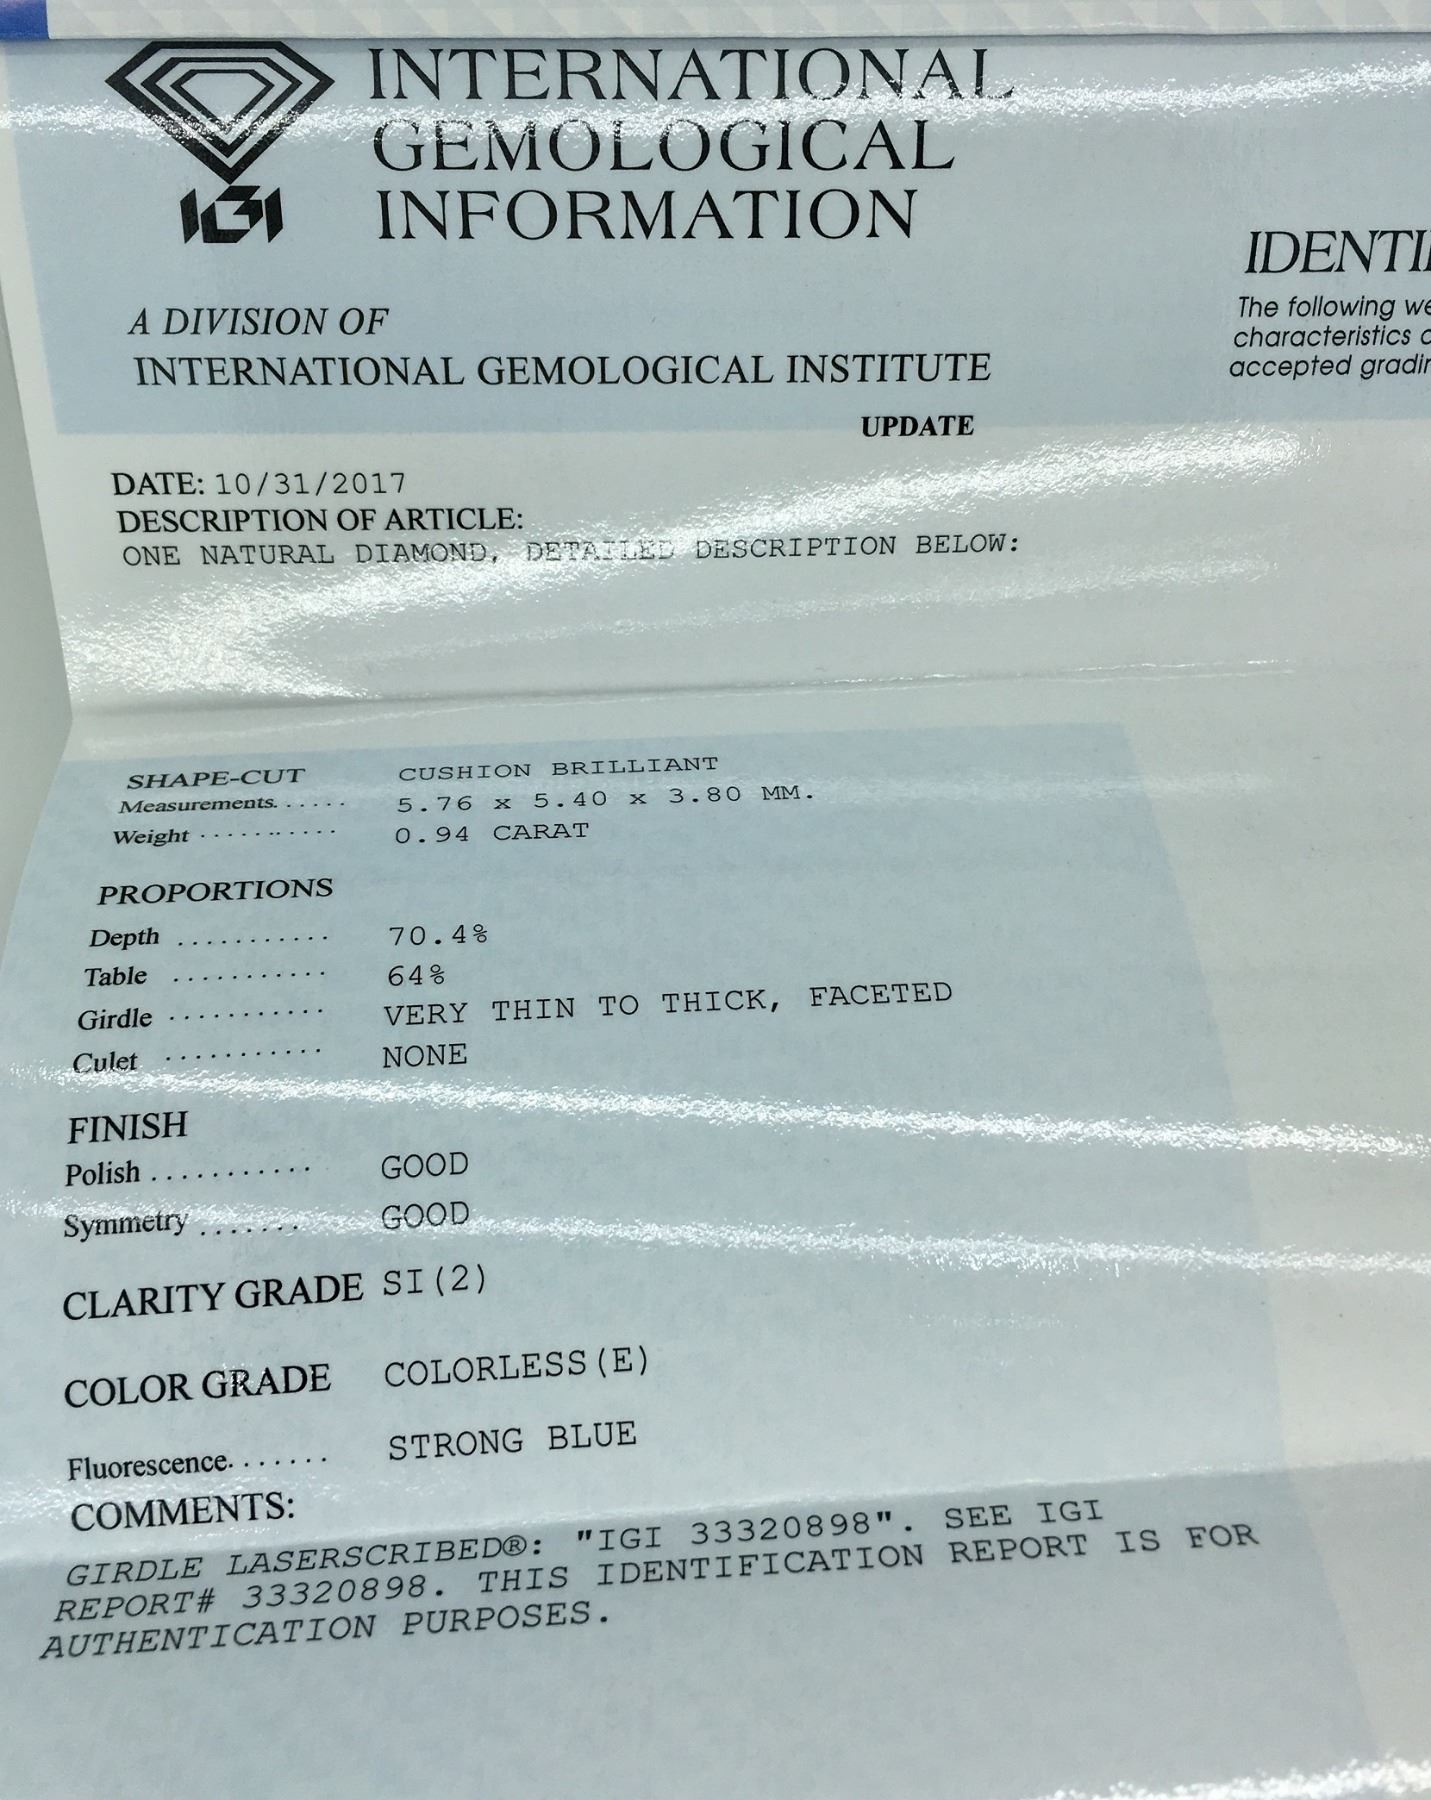 INTERNATIONAL
GEMOLOGICAL
INFORMATION
IGI
A DIVISION OF
INTERNATIONAL GEMOLOGICAL INSTITUTE
UPDATE
IDENTI
The following we
characteristics
accepted gradin
DATE: 10/31/2017
DESCRIPTION OF ARTICLE:
ONE NATURAL DIAMOND, DETAILED DESCRIPTION BELOW:
SHAPE-CUT CUSHION BRILLIANT
Measurements....... 5.76 x 5.40 x 3.80 MM.
Weight ........... 0.94 CARAT
PROPORTIONS
Depth ........... 70.4%
Table ........... 64%
Girdle ........... VERY THIN TO THICK, FACETED
Culet ........... NONE
FINISH
Polish ........... GOOD
Symmetry ....... GOOD
CLARITY GRADE SI(2)
COLOR GRADE COLORLESS(E)
Fluorescence....... STRONG BLUE
COMMENTS:
GIRDLE LASERSCRIBED®: "IGI 33320898". SEE IGI
REPORT# 33320898. THIS IDENTIFICATION REPORT IS FOR
AUTHENTICATION PURPOSES.